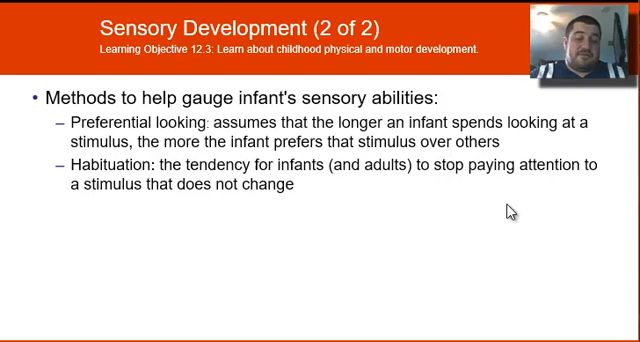 Sensory Development (2 of 2)
Learning Objective 12.3: Learn about childhood physical and motor development.
• Methods to help gauge infant's sensory abilities:
– Preferential looking: assumes that the longer an infant spends looking at a
stimulus, the more the infant prefers that stimulus over others
– Habituation: the tendency for infants (and adults) to stop paying attention to
a stimulus that does not change